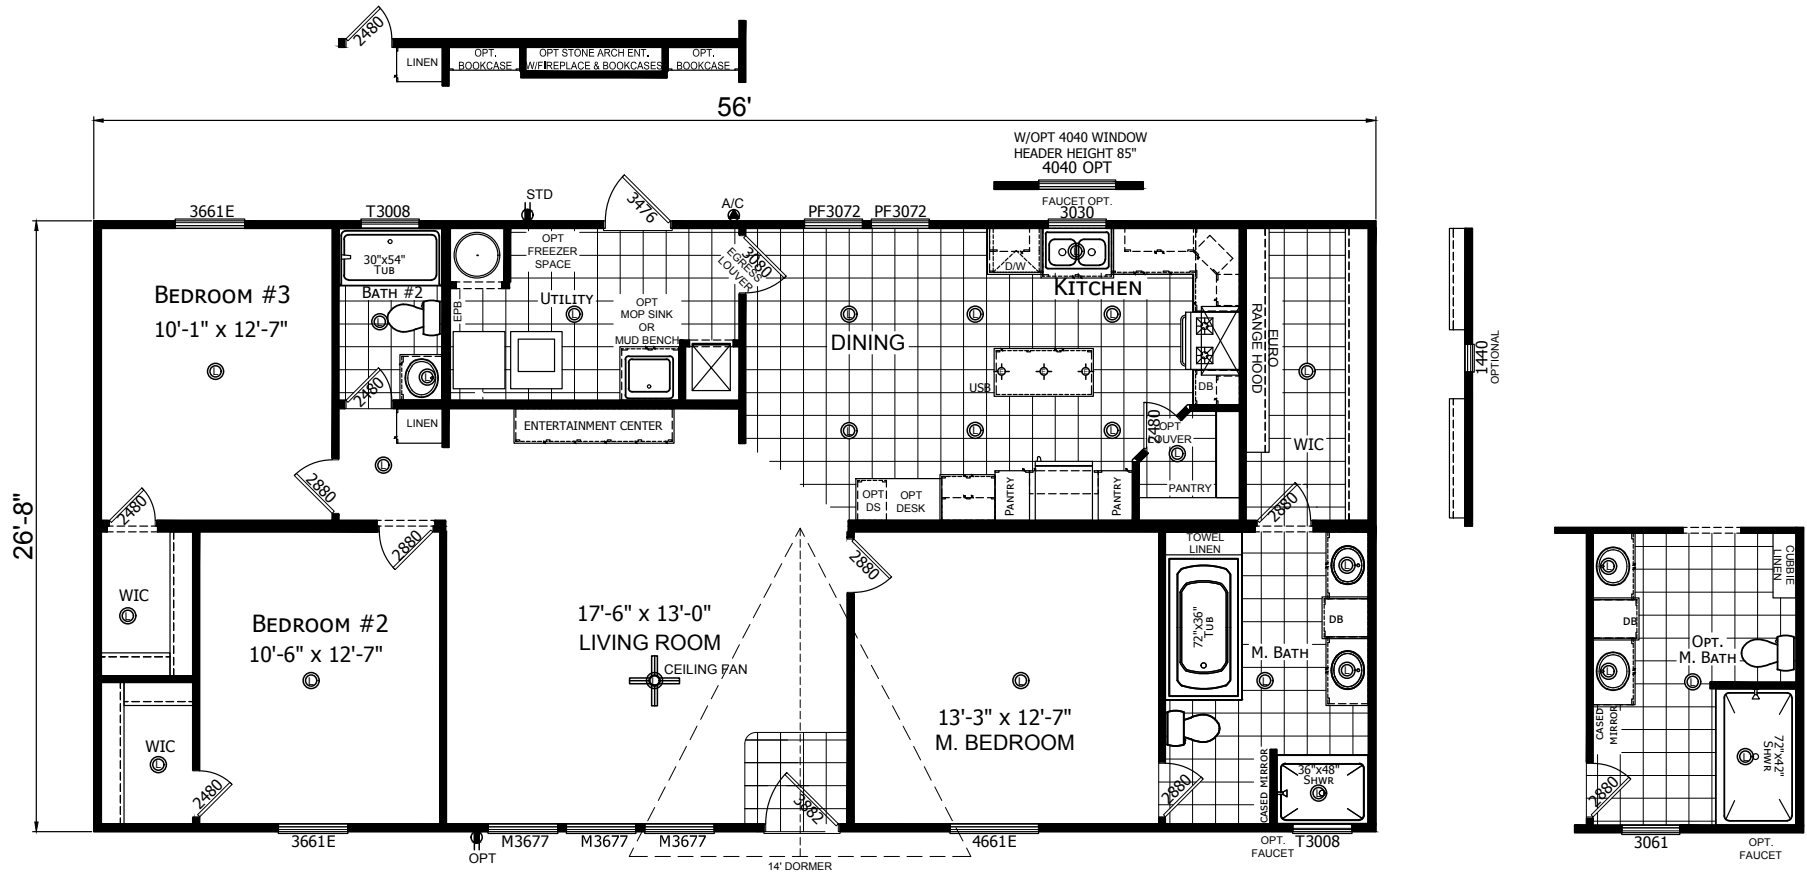 2480
LINEN
OPT.
BOOKCASE
OPT STONE ARCH ENT.
W/FIREPLACE & BOOKCASES
OPT.
BOOKCASE
56'
W/OPT 4040 WINDOW
HEADER HEIGHT 85"
4040 OPT
FAUCET OPT.
3030
3661E
T3008
STD
3476
A/C
PF3072
PF3072
30"x54"
TUB
OPT
FREEZER
SPACE
3080
EGRESS
LOUVER
D/W
BEDROOM #3
10'-1" x 12'-7"
BATH #2
EPB
UTILITY
OPT
MOP SINK
OR
MUD BENCH
DINING
KITCHEN
USB
EURO
RANGE HOOD
DB
1440
OPTIONAL
2480
LINEN
ENTERTAINMENT CENTER
2480
OPT
LOUVER
WIC
PANTRY
2880
2480
OPT
DS
OPT
DESK
PANTRY
PANTRY
2880
26'-8"
2880
2880
TOWEL
LINEN
WIC
BEDROOM #2
10'-6" x 12'-7"
17'-6" x 13'-0"
LIVING ROOM
CEILING FAN
72"x36"
TUB
DB
M. BATH
13'-3" x 12'-7"
M. BEDROOM
WIC
2480
3882
2880
CASED MIRROR
36"x48"
SHWR
3661E
OPT
M3677
M3677
M3677
14' DORMER
4661E
OPT.
FAUCET
T3008
CUBBIE
LINEN
DB
OPT.
M. BATH
CASED
MIRROR
72"x42"
SHWR
2880
3061
OPT.
FAUCET